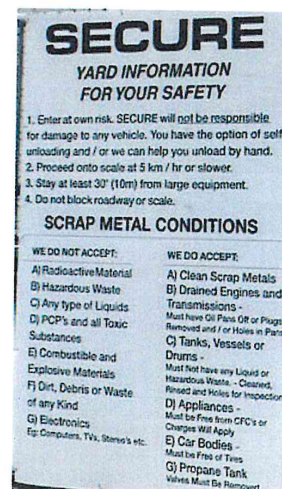 SECURE
YARD INFORMATION
FOR YOUR SAFETY
1. Enter at own risk. SECURE will not be responsible
for damage to any vehicle. You have the option of self
unloading and / or we can help you unload by hand.
2. Proceed onto scale at 5 km / hr or slower.
3. Stay at least 30' (10m) from large equipment.
4. Do not block roadway or scale.
SCRAP METAL CONDITIONS
WE DO NOT ACCEPT:
A) Radioactive Material
B) Hazardous Waste
C) Any type of Liquids
D) PCP's and all Toxic
Substances
E) Combustible and
Explosive Materials
F) Dirt, Debris or Waste
of any Kind
G) Electronics
Eg: Computers, TVs, Stereo's etc.
WE DO ACCEPT:
A) Clean Scrap Metals
B) Drained Engines and
Transmissions -
Must have Oil Pans Off or Plugs
Removed and / or Holes in Pans
C) Tanks, Vessels or
Drums -
Must Not have any Liquid or
Hazardous Waste. - Cleaned,
Rinsed and Holes for Inspection
D) Appliances -
Must be Free from CFC's or
Charges Will Apply
E) Car Bodies -
Must be Free of Tires
G) Propane Tank
Valves Must Be Removed